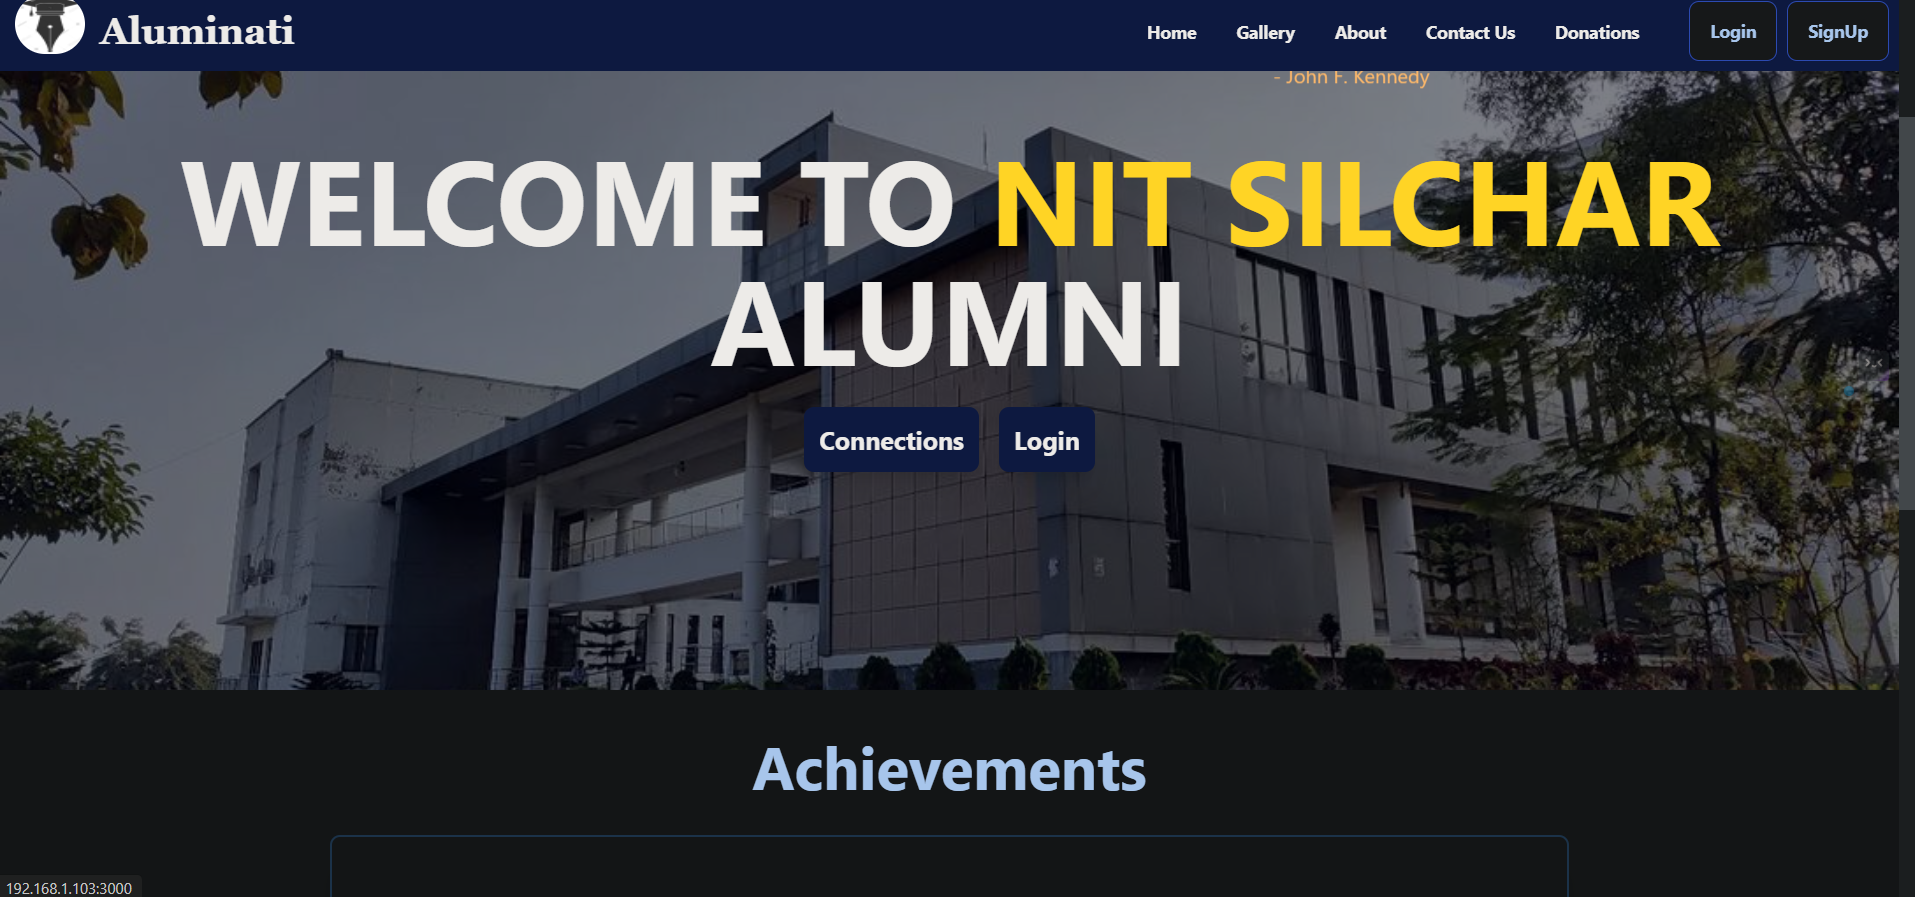 Aluminati
Home Gallery About Contact Us Donations Login SignUp
- John F. Kennedy
WELCOME TO NIT SILCHAR
ALUMNI
Connections Login
Achievements
192.168.1.103:3000